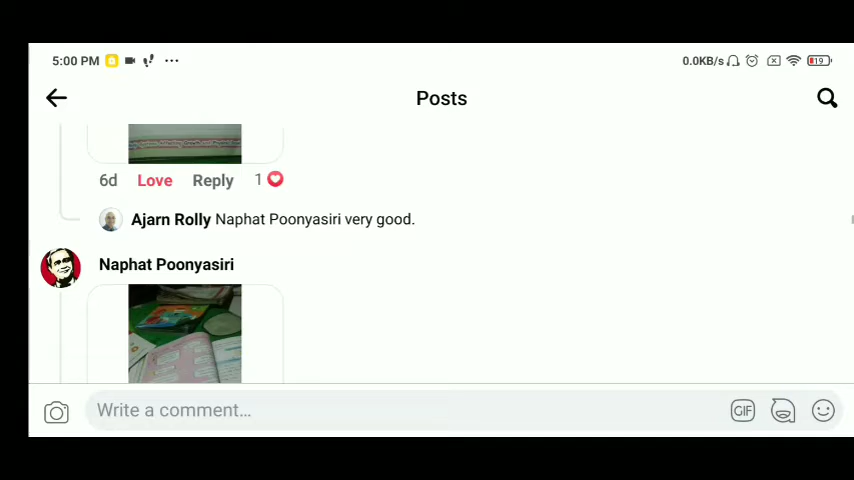 5:00 PM
0.0KB/s
19
Posts
6d Love Reply 1
Ajarn Rolly Naphat Poonyasiri very good.
Naphat Poonyasiri
Write a comment...
GIF